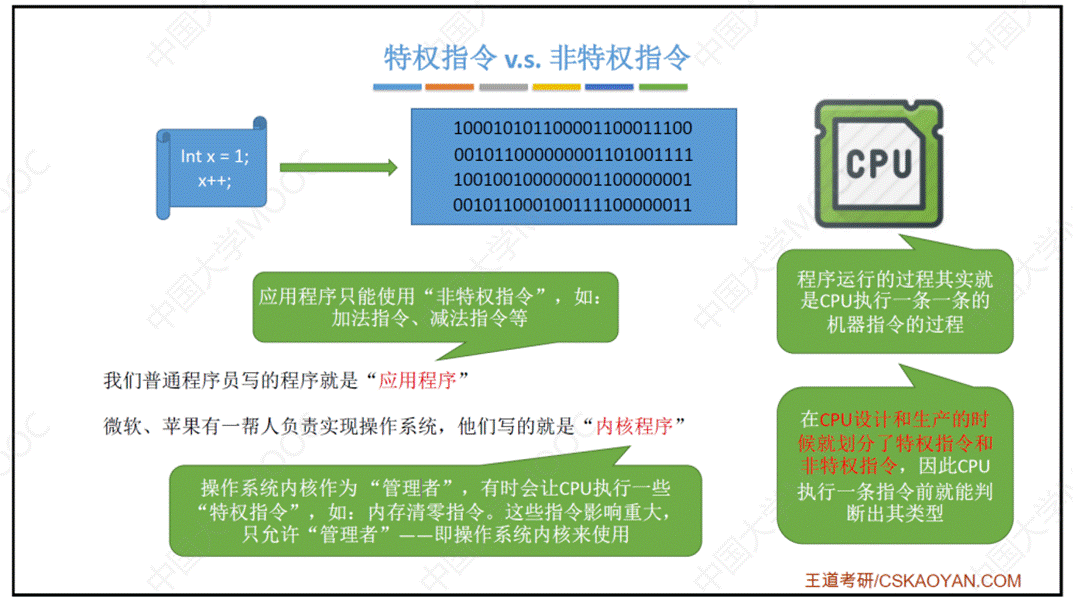 特权指令 v.s. 非特权指令
Int x = 1;
x++;
100010101100001100011100
001011000000001101001111
100100100000001100000001
001011000100111100000011
CPU
程序运行的过程其实就
是CPU执行一条一条的
机器指令的过程
应用程序只能使用“非特权指令”，如：
加法指令、减法指令等
我们普通程序员写的程序就是“应用程序”
微软、苹果有一帮人负责实现操作系统，他们写的就是“内核程序”
在CPU设计和生产的时
候就划分了特权指令和
非特权指令，因此CPU
执行一条指令前就能判
断出其类型
操作系统内核作为 “管理者”，有时会让CPU执行一些
“特权指令”，如：内存清零指令。这些指令影响重大，
只允许“管理者”——即操作系统内核来使用
王道考研/CSKAOYAN.COM
中国大学MOOC